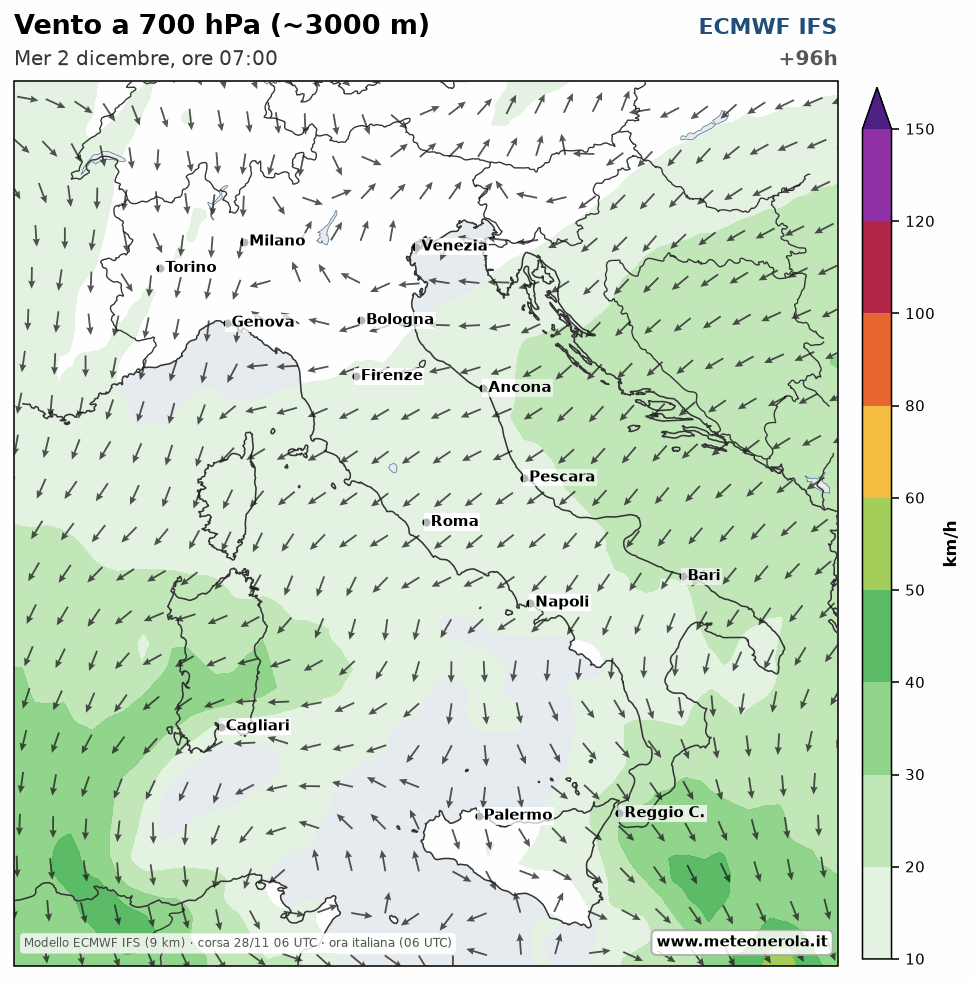 Vento a 700 hPa (~3000 m)
ECMWF IFS
Mer 2 dicembre, ore 07:00
+96h
150
120
100
80
60
50
40
30
20
10
km/h
Milano
Venezia
Torino
Genova
Bologna
Firenze
Ancona
Pescara
Roma
Bari
Napoli
Cagliari
Palermo
Reggio C.
Modello ECMWF IFS (9 km) · corsa 28/11 06 UTC · ora italiana (06 UTC)
www.meteonerola.it